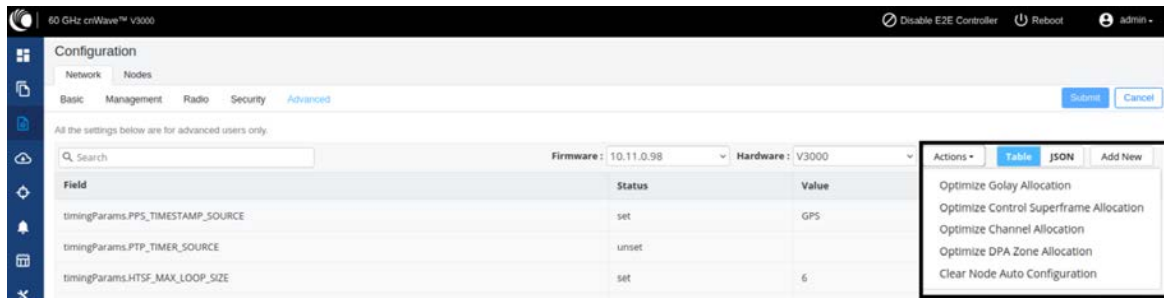 60 GHz cnWave™ V3000 Disable E2E Controller Reboot admin
Configuration
Network Nodes
Basic Management Radio Security Advanced Submit Cancel
All the settings below are for advanced users only.
Search Firmware : 10.11.0.98 Hardware : V3000 Actions Table JSON Add New
Field Status Value
timingParams.PPS_TIMESTAMP_SOURCE set GPS
timingParams.PTP_TIMER_SOURCE unset
timingParams.HTSF_MAX_LOOP_SIZE set 6
Optimize Golay Allocation
Optimize Control Superframe Allocation
Optimize Channel Allocation
Optimize DPA Zone Allocation
Clear Node Auto Configuration